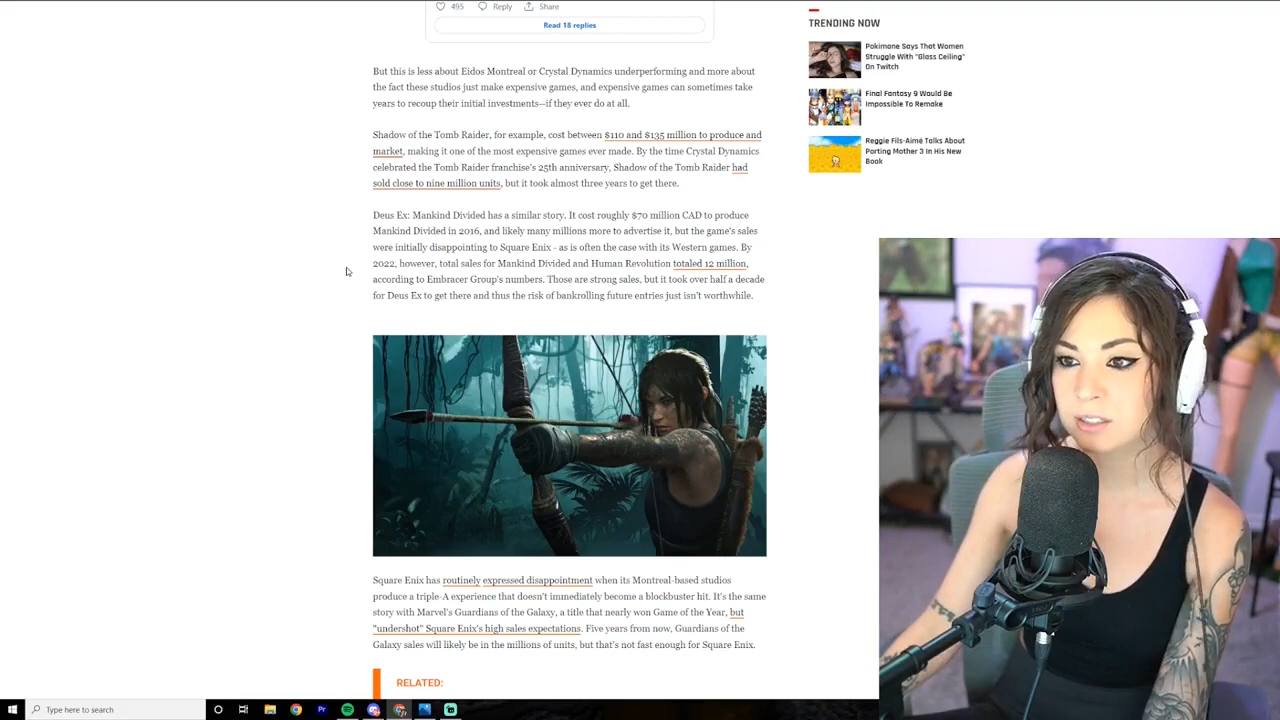 495 Reply Share
Read 18 replies
But this is less about Eidos Montreal or Crystal Dynamics underperforming and more about
the fact these studios just make expensive games, and expensive games can sometimes take
years to recoup their initial investments—if they ever do at all.
Shadow of the Tomb Raider, for example, cost between $110 and $135 million to produce and
market, making it one of the most expensive games ever made. By the time Crystal Dynamics
celebrated the Tomb Raider franchise's 25th anniversary, Shadow of the Tomb Raider had
sold close to nine million units, but it took almost three years to get there.
Deus Ex: Mankind Divided has a similar story. It cost roughly $70 million CAD to produce
Mankind Divided in 2016, and likely many millions more to advertise it, but the game's sales
were initially disappointing to Square Enix - as is often the case with its Western games. By
2022, however, total sales for Mankind Divided and Human Revolution totaled 12 million,
according to Embracer Group's numbers. Those are strong sales, but it took over half a decade
for Deus Ex to get there and thus the risk of bankrolling future entries just isn't worthwhile.
Square Enix has routinely expressed disappointment when its Montreal-based studios
produce a triple-A experience that doesn't immediately become a blockbuster hit. It's the same
story with Marvel's Guardians of the Galaxy, a title that nearly won Game of the Year, but
"undershot" Square Enix's high sales expectations. Five years from now, Guardians of the
Galaxy sales will likely be in the millions of units, but that's not fast enough for Square Enix.
RELATED:
TRENDING NOW
Pokimane Says That Women
Struggle With "Glass Ceiling"
On Twitch
Final Fantasy 9 Would Be
Impossible To Remake
Reggie Fils-Aimé Talks About
Porting Mother 3 In His New
Book
Type here to search
Pr